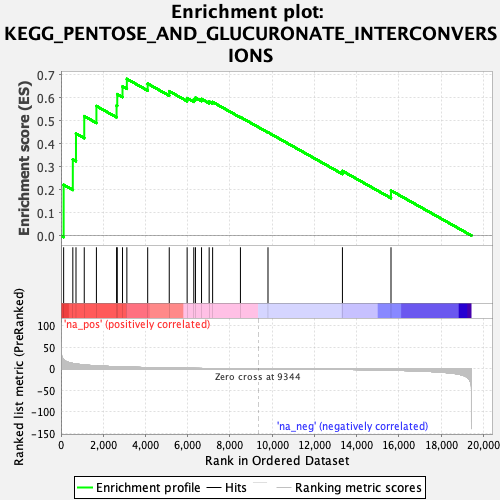 Enrichment plot:
KEGG_PENTOSE_AND_GLUCURONATE_INTERCONVERS
IONS
Enrichment score (ES)
0.7
0.6
0.5
0.4
0.3
0.2
0.1
0.0
'na_pos' (positively correlated)
Ranked list metric (PreRanked)
100
50
0
-50
-100
-150
Zero cross at 9344
'na_neg' (negatively correlated)
0 2,000 4,000 6,000 8,000 10,000 12,000 14,000 16,000 18,000 20,000
Rank in Ordered Dataset
Enrichment profile Hits Ranking metric scores